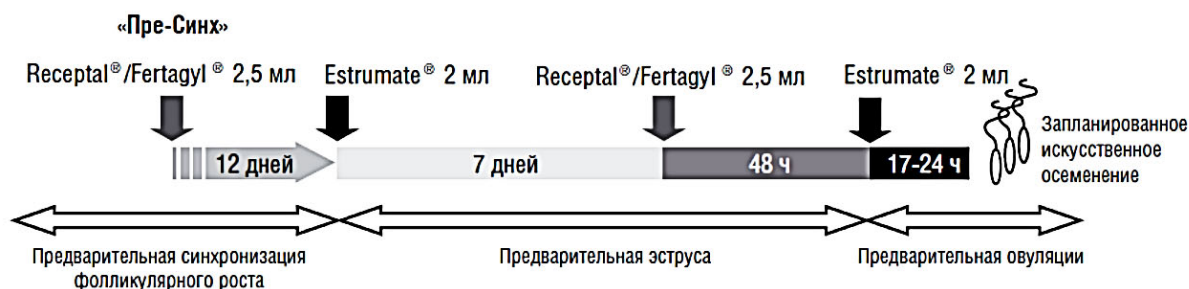 «Пре-Синх»
Receptal®/Fertagyl® 2,5 мл
Estrumate® 2 мл
Receptal®/Fertagyl® 2,5 мл
Estrumate® 2 мл
12 дней
7 дней
48 ч
17-24 ч
Запланированное
искусственное
осеменение
Предварительная синхронизация
фолликулярного роста
Предварительная эструса
Предварительная овуляции